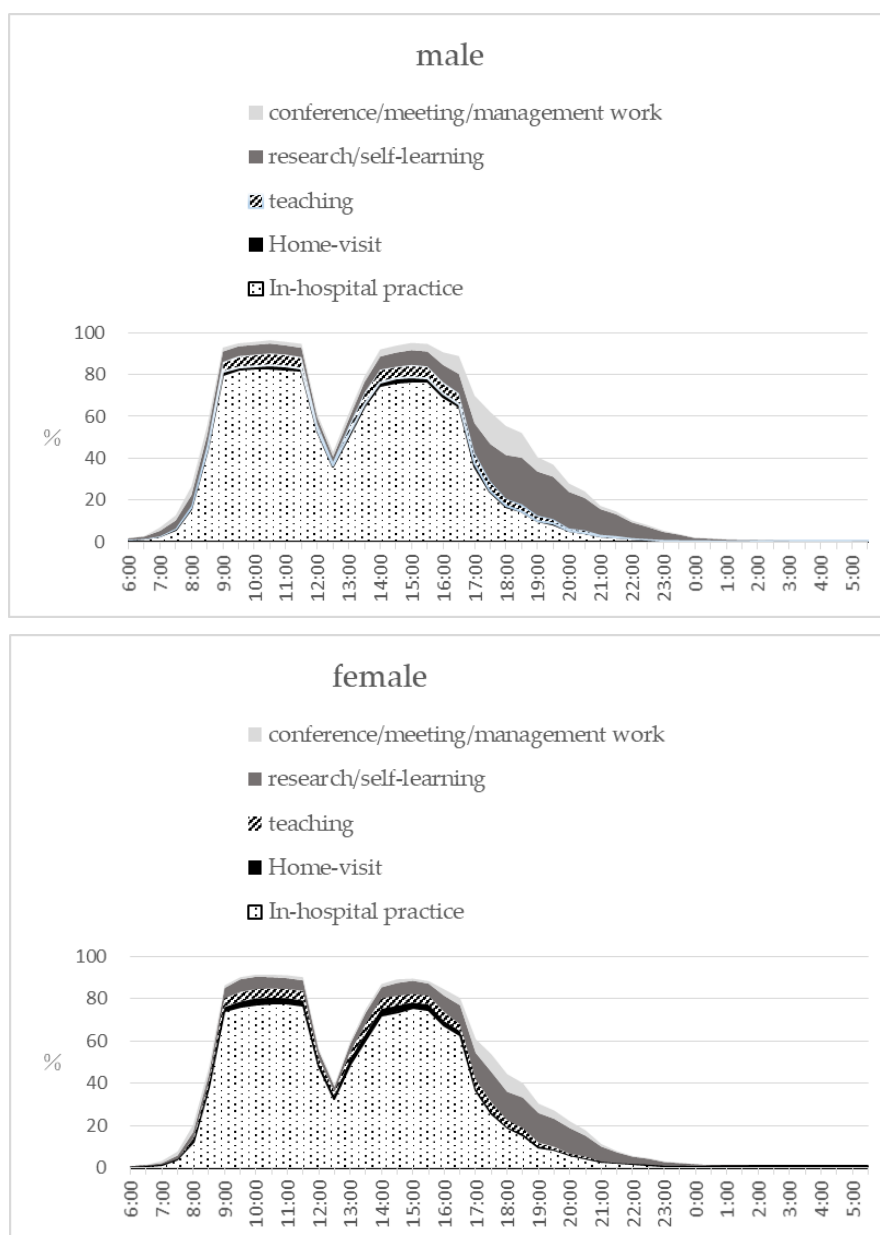 male
conference/meeting/management work
research/self-learning
teaching
Home-visit
In-hospital practice
100
80
60
40
20
0
%
6:00 7:00 8:00 9:00 10:00 11:00 12:00 13:00 14:00 15:00 16:00 17:00 18:00 19:00 20:00 21:00 22:00 23:00 0:00 1:00 2:00 3:00 4:00 5:00
female
conference/meeting/management work
research/self-learning
teaching
Home-visit
In-hospital practice
100
80
60
40
20
0
%
6:00 7:00 8:00 9:00 10:00 11:00 12:00 13:00 14:00 15:00 16:00 17:00 18:00 19:00 20:00 21:00 22:00 23:00 0:00 1:00 2:00 3:00 4:00 5:00